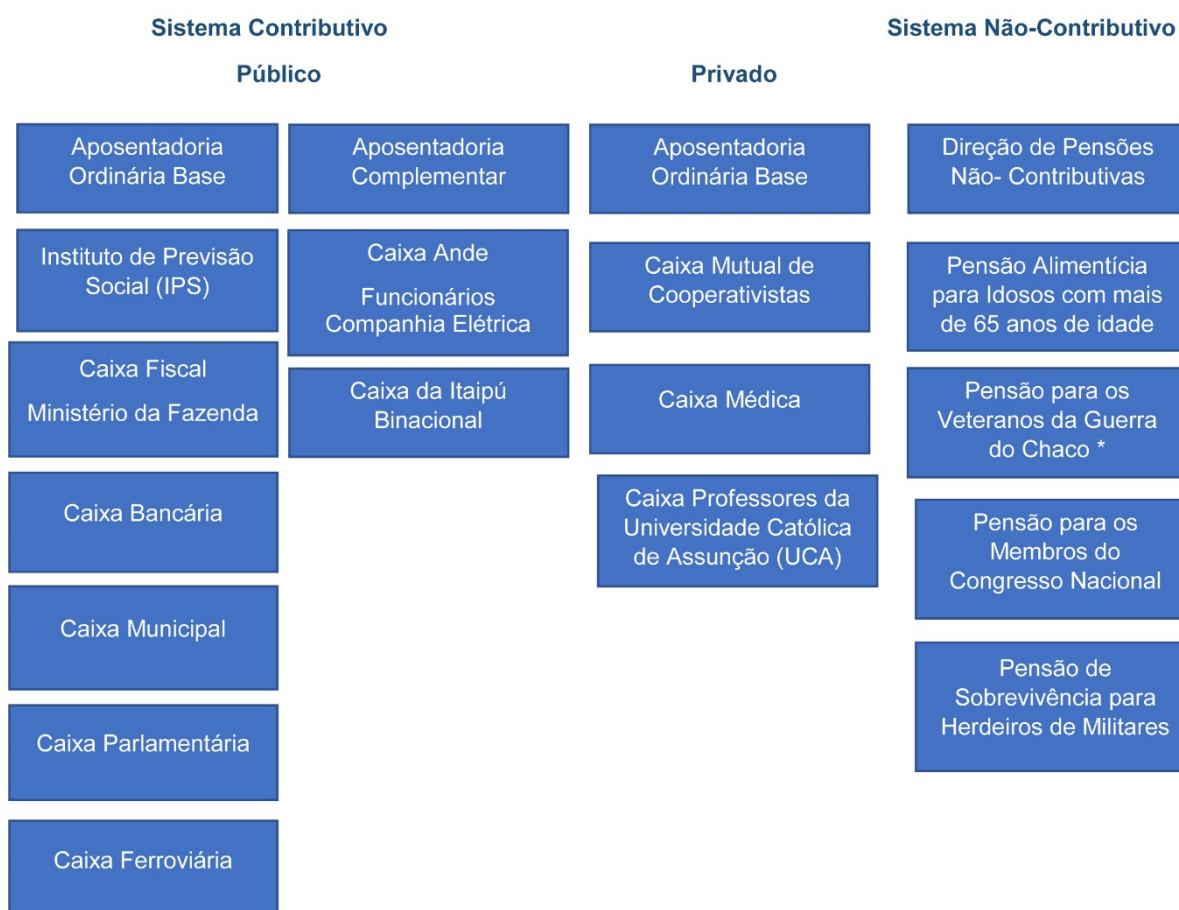 Sistema Contributivo
Sistema Não-Contributivo
Público
Privado
Aposentadoria
Ordinária Base
Instituto de Previsão
Social (IPS)
Caixa Fiscal
Ministério da Fazenda
Caixa Bancária
Caixa Municipal
Caixa Parlamentária
Caixa Ferroviária
Aposentadoria
Complementar
Caixa Ande
Funcionários
Companhia Elétrica
Caixa da Itaipú
Binacional
Aposentadoria
Ordinária Base
Caixa Mutual de
Cooperativistas
Caixa Médica
Caixa Professores da
Universidade Católica
de Assunção (UCA)
Direção de Pensões
Não- Contributivas
Pensão Alimentícia
para Idosos com mais
de 65 anos de idade
Pensão para os
Veteranos da Guerra
do Chaco *
Pensão para os
Membros do
Congresso Nacional
Pensão de
Sobrevivência para
Herdeiros de Militares